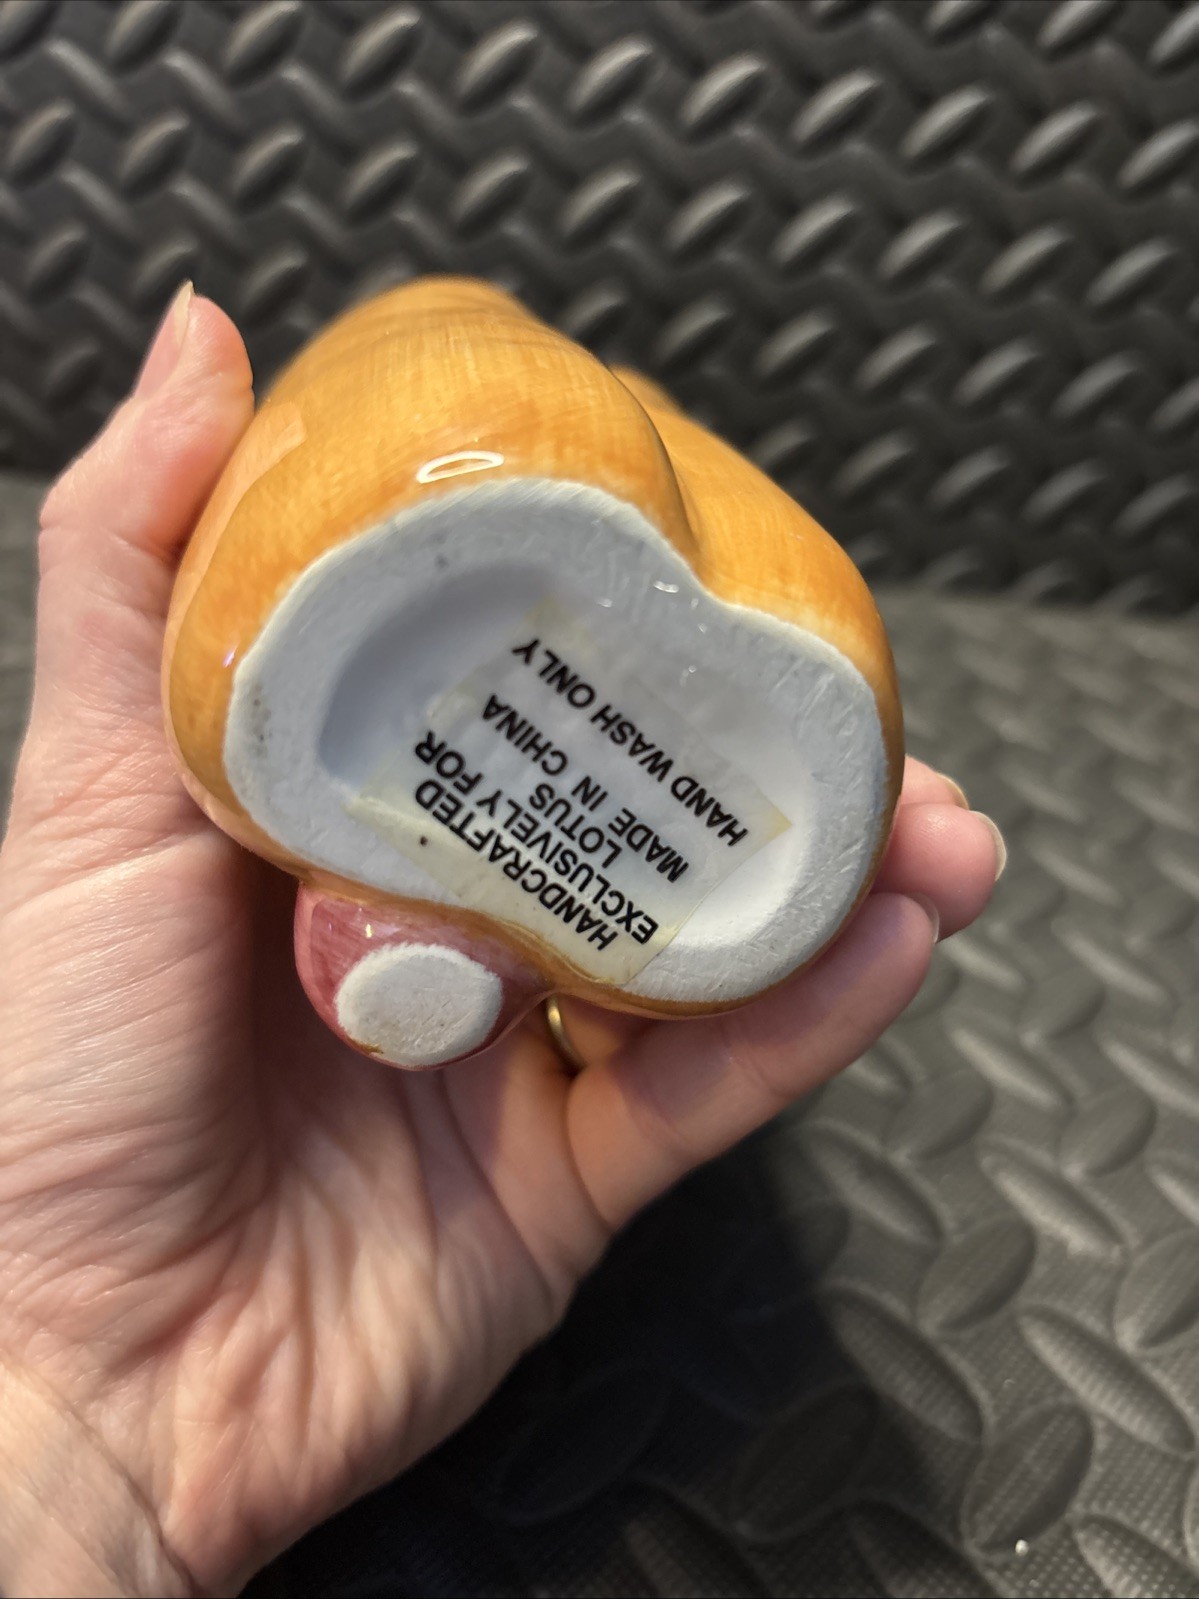 HANDCRAFTED
EXCLUSIVELY FOR
LOTUS
MADE IN CHINA
HAND WASH ONLY